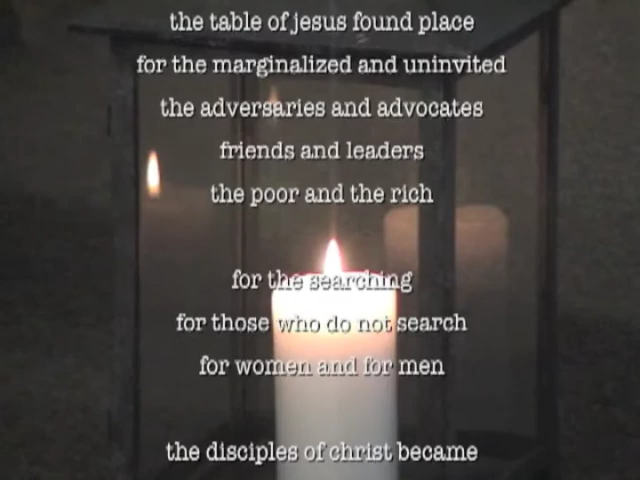 the table of jesus found place
for the marginalized and uninvited
the adversaries and advocates
friends and leaders
the poor and the rich
for the searching
for those who do not search
for women and for men
the disciples of christ became